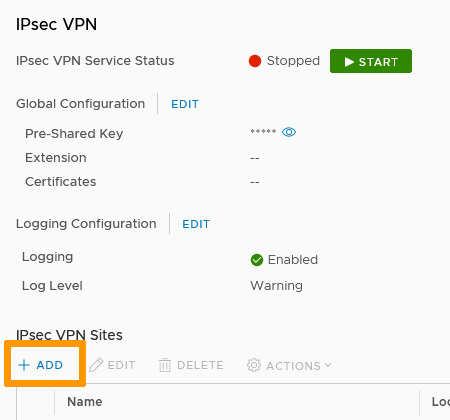 IPsec VPN
IPsec VPN Service Status Stopped START
Global Configuration EDIT
Pre-Shared Key *****
Extension --
Certificates --
Logging Configuration EDIT
Logging Enabled
Log Level Warning
IPsec VPN Sites
+ ADD EDIT DELETE ACTIONS
Name Loc